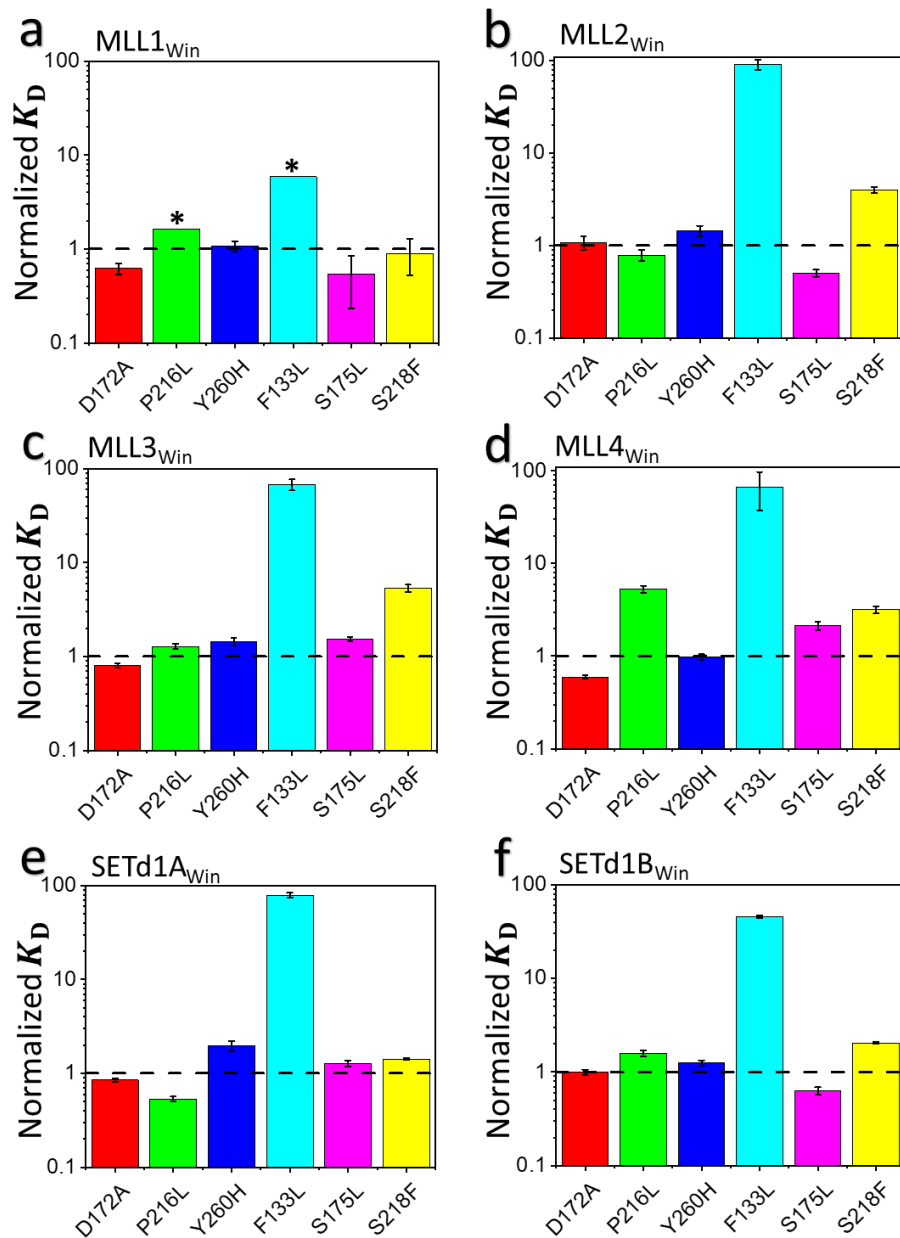 a MLL1Win
Normalized KD
100
10
1
0.1
* *
D172A P216L Y260H F133L S175L S218F
b MLL2Win
Normalized KD
100
10
1
0.1
D172A P216L Y260H F133L S175L S218F
c MLL3Win
Normalized KD
100
10
1
0.1
D172A P216L Y260H F133L S175L S218F
d MLL4Win
Normalized KD
100
10
1
0.1
D172A P216L Y260H F133L S175L S218F
e SETd1AWin
Normalized KD
100
10
1
0.1
D172A P216L Y260H F133L S175L S218F
f SETd1BWin
Normalized KD
100
10
1
0.1
D172A P216L Y260H F133L S175L S218F